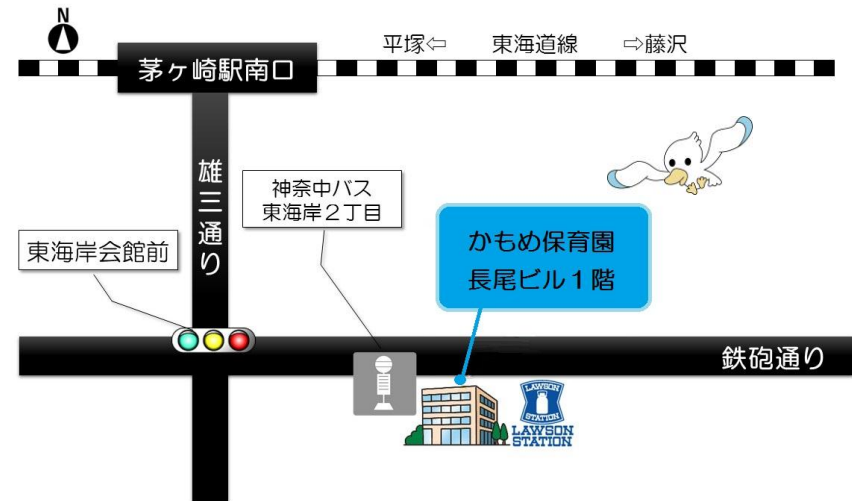 N
平塚⇦ 東海道線 ⇨藤沢
茅ヶ崎駅南口
雄三通り
神奈中バス
東海岸２丁目
東海岸会館前
かもめ保育園
長尾ビル１階
鉄砲通り
LAWSON
STATION
LAWSON
STATION